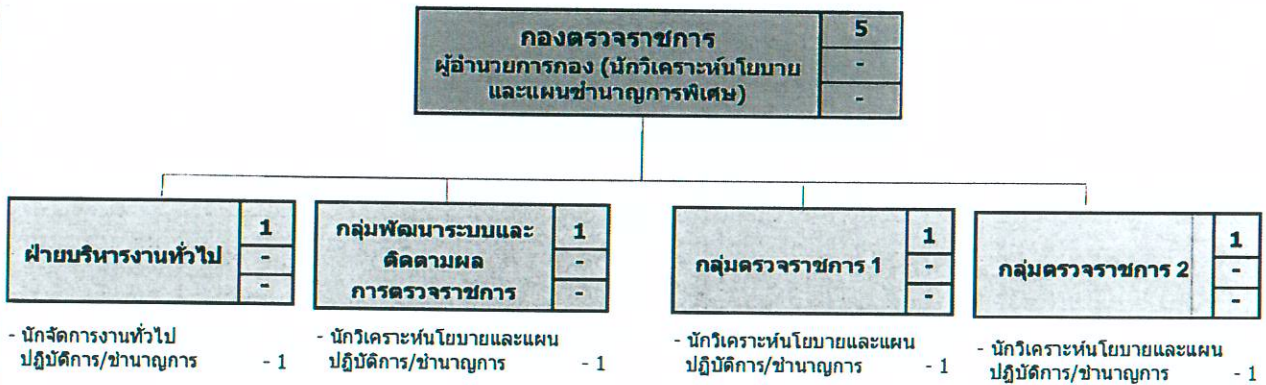 กองตรวจราชการ
ผู้อำนวยการกอง (นักวิเคราะห์นโยบาย
และแผนชำนาญการพิเศษ)
5
-
-
ฝ่ายบริหารงานทั่วไป
1
-
-
- นักจัดการงานทั่วไป
ปฏิบัติการ/ชำนาญการ - 1
กลุ่มพัฒนาระบบและ
ติดตามผล
การตรวจราชการ
1
-
-
- นักวิเคราะห์นโยบายและแผน
ปฏิบัติการ/ชำนาญการ - 1
กลุ่มตรวจราชการ 1
1
-
-
- นักวิเคราะห์นโยบายและแผน
ปฏิบัติการ/ชำนาญการ - 1
กลุ่มตรวจราชการ 2
1
-
-
- นักวิเคราะห์นโยบายและแผน
ปฏิบัติการ/ชำนาญการ - 1